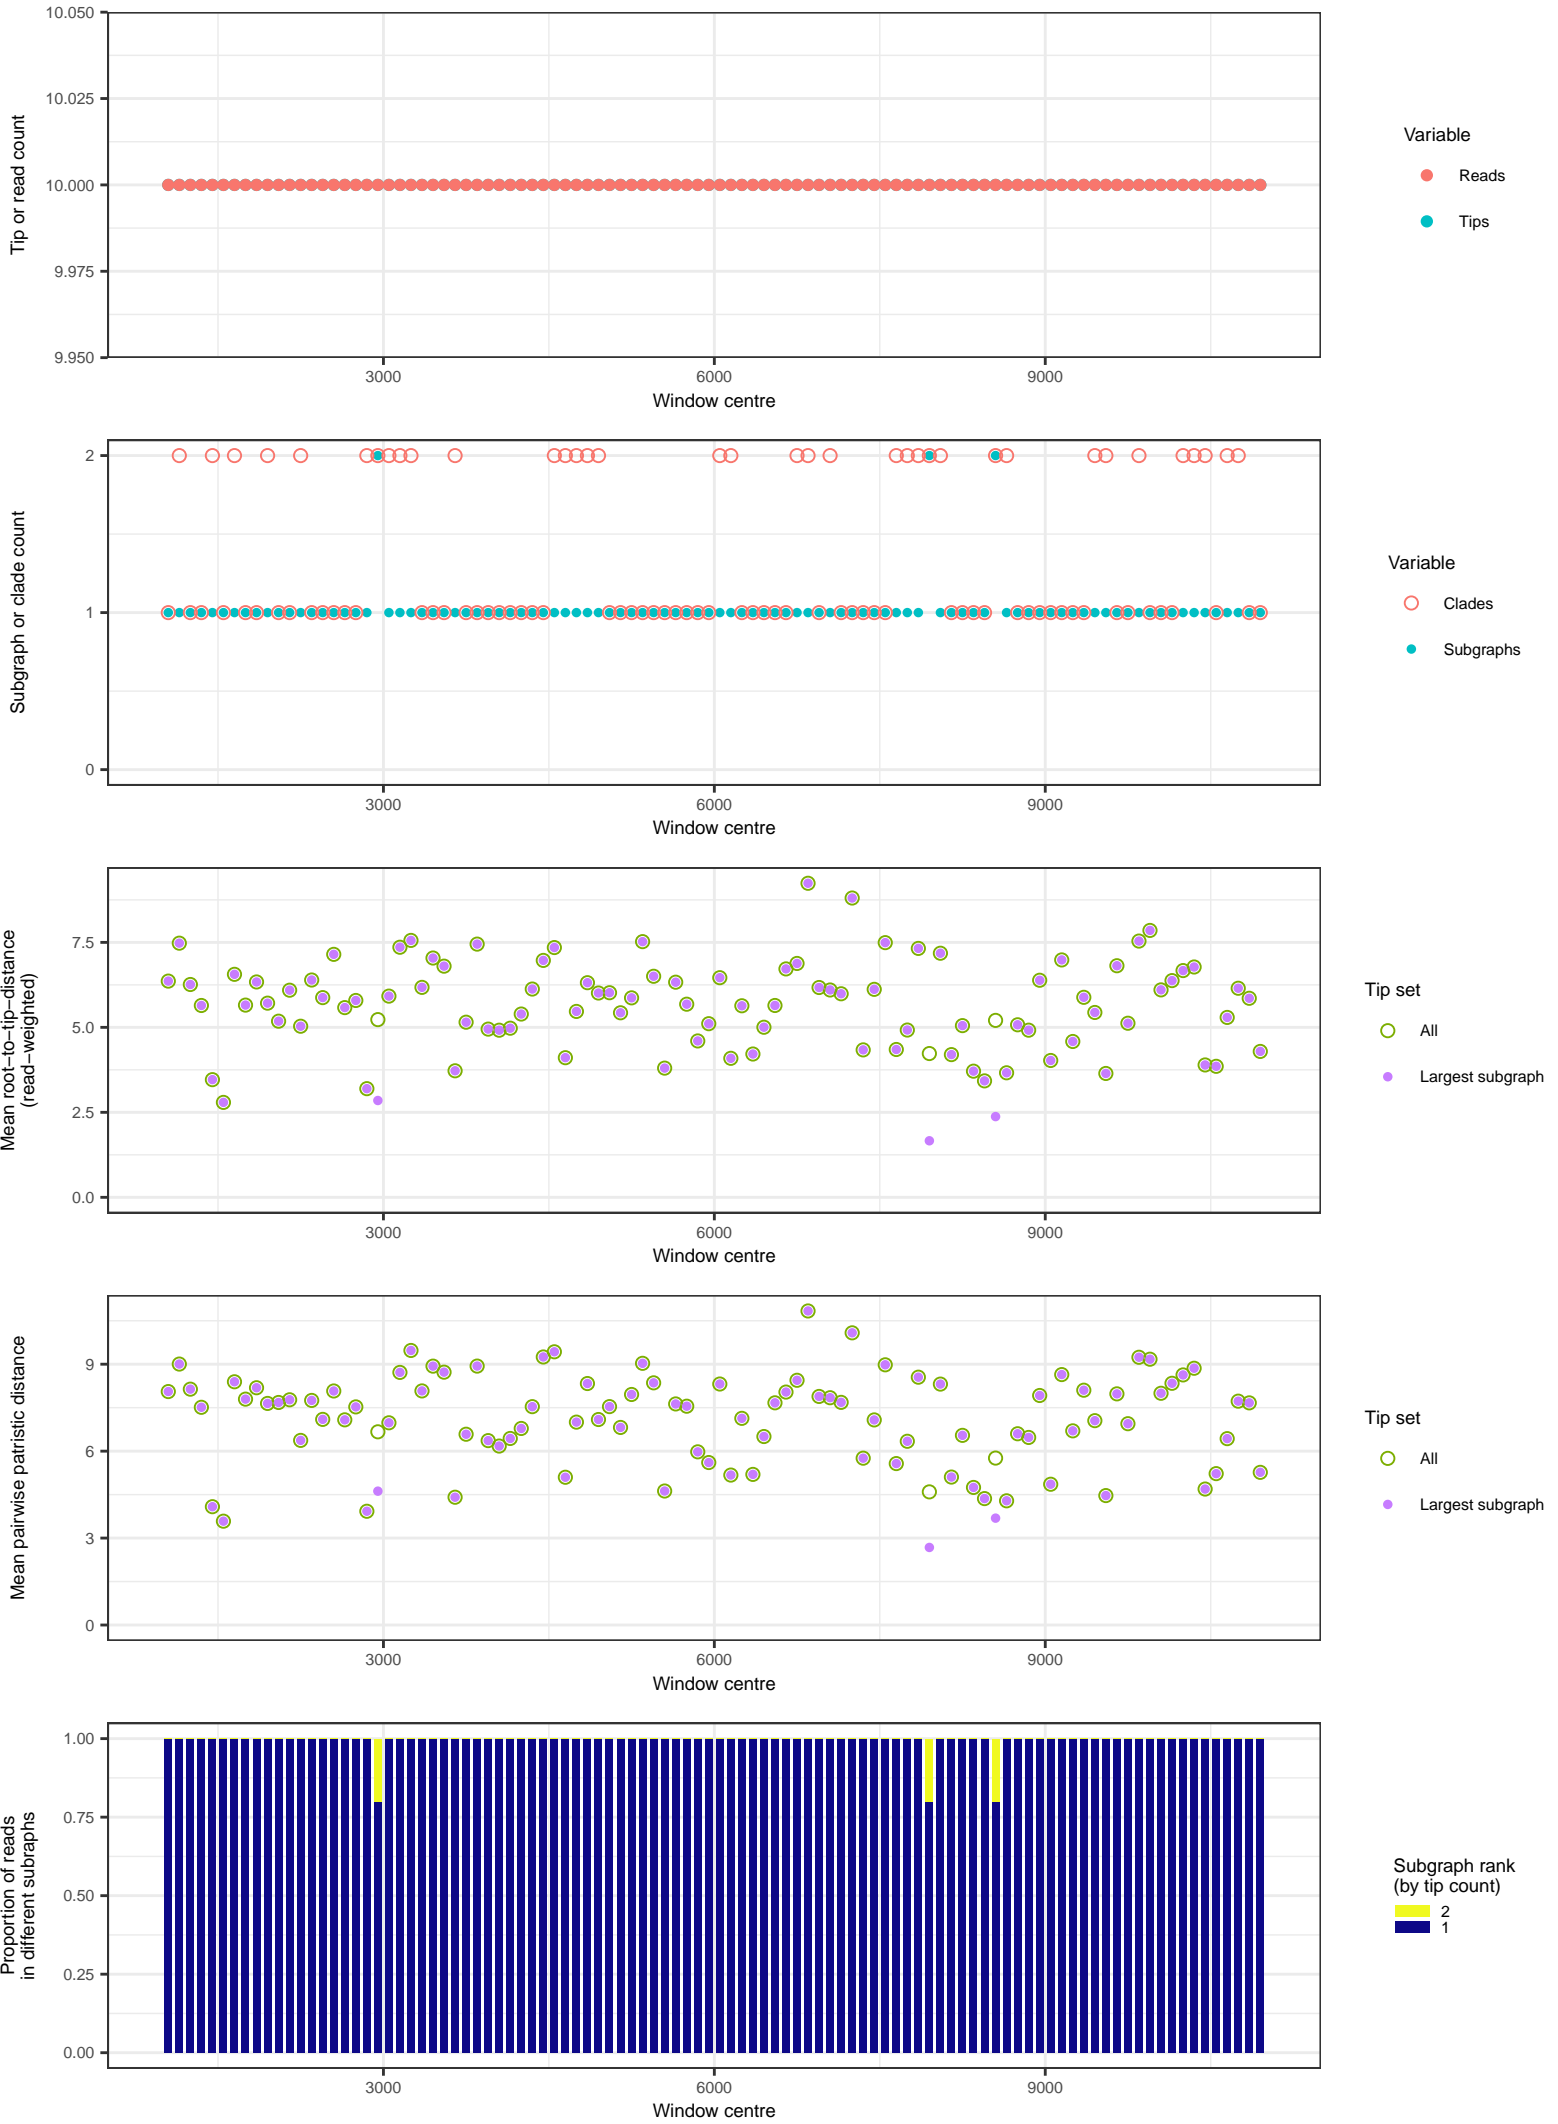 10.050
10.025
10.000
9.975
9.950
Tip or read count
3000 6000 9000
Window centre
Variable
Reads
Tips
2
1
0
Subgraph or clade count
3000 6000 9000
Window centre
Variable
Clades
Subgraphs
7.5
5.0
2.5
0.0
Mean root−to−tip−distance
(read−weighted)
3000 6000 9000
Window centre
Tip set
All
Largest subgraph
9
6
3
0
Mean pairwise patristic distance
3000 6000 9000
Window centre
Tip set
All
Largest subgraph
1.00
0.75
0.50
0.25
0.00
Proportion of reads
in different subraphs
3000 6000 9000
Window centre
Subgraph rank
(by tip count)
2
1